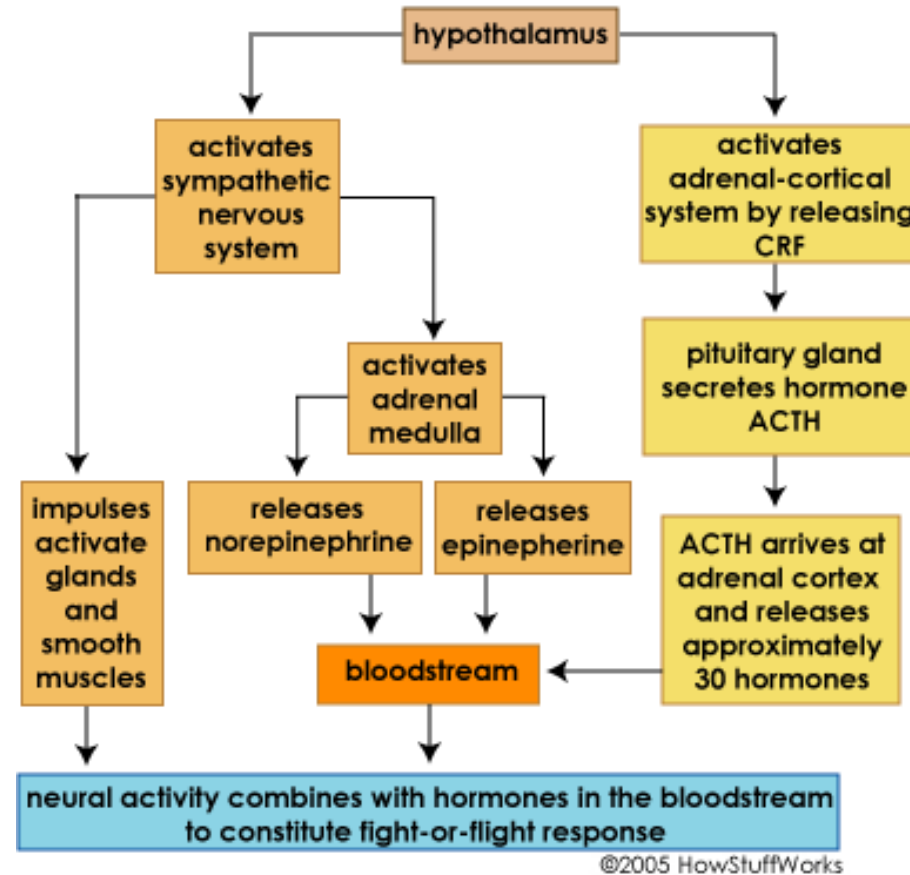 hypothalamus
activates
sympathetic
nervous
system
activates
adrenal-cortical
system by releasing
CRF
activates
adrenal
medulla
pituitary gland
secretes hormone
ACTH
impulses
activate
glands
and
smooth
muscles
releases
norepinephrine
releases
epinepherine
ACTH arrives at
adrenal cortex
and releases
approximately
30 hormones
bloodstream
neural activity combines with hormones in the bloodstream
to constitute fight-or-flight response
©2005 HowStuffWorks